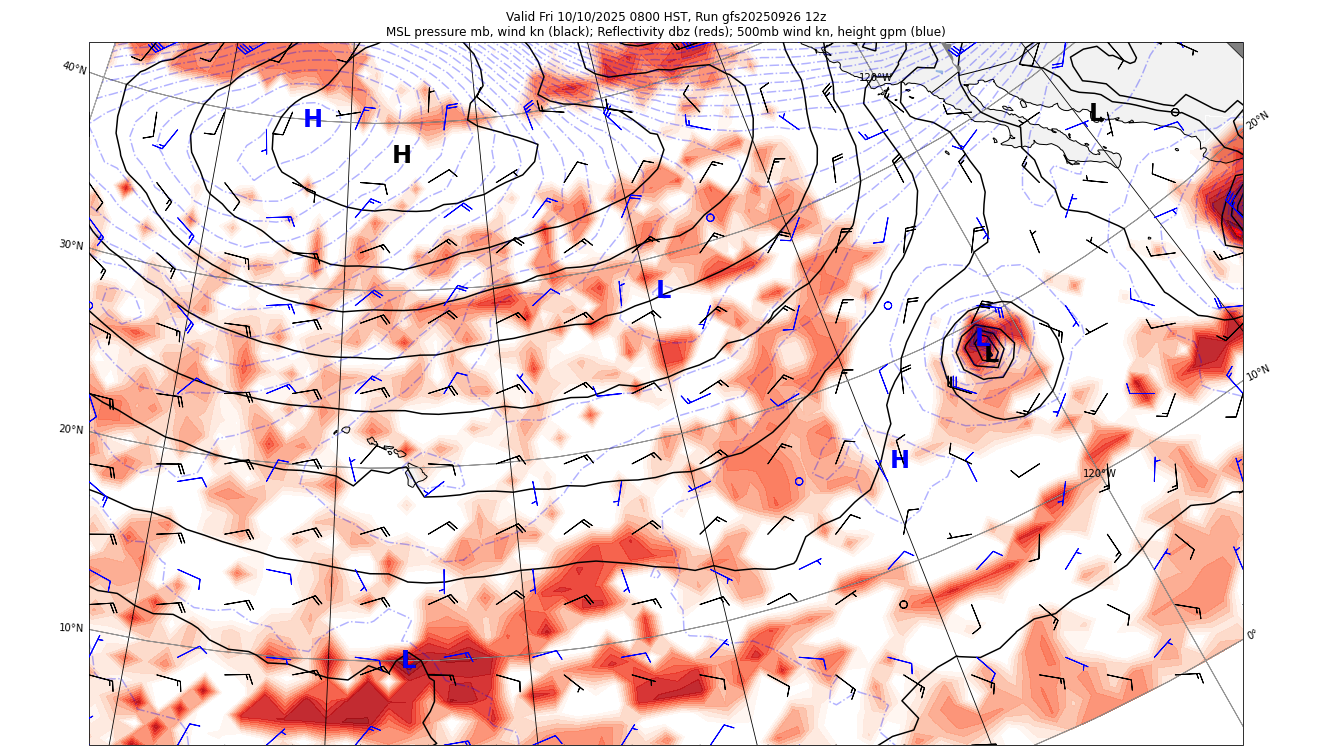 Valid Fri 10/10/2025 0800 HST, Run gfs20250926 12z
MSL pressure mb, wind kn (black); Reflectivity dbz (reds); 500mb wind kn, height gpm (blue)
40°N
120°W
20°N
H
L
H
30°N
L
L
L
10°N
20°N
H
120°W
10°N
0°
L